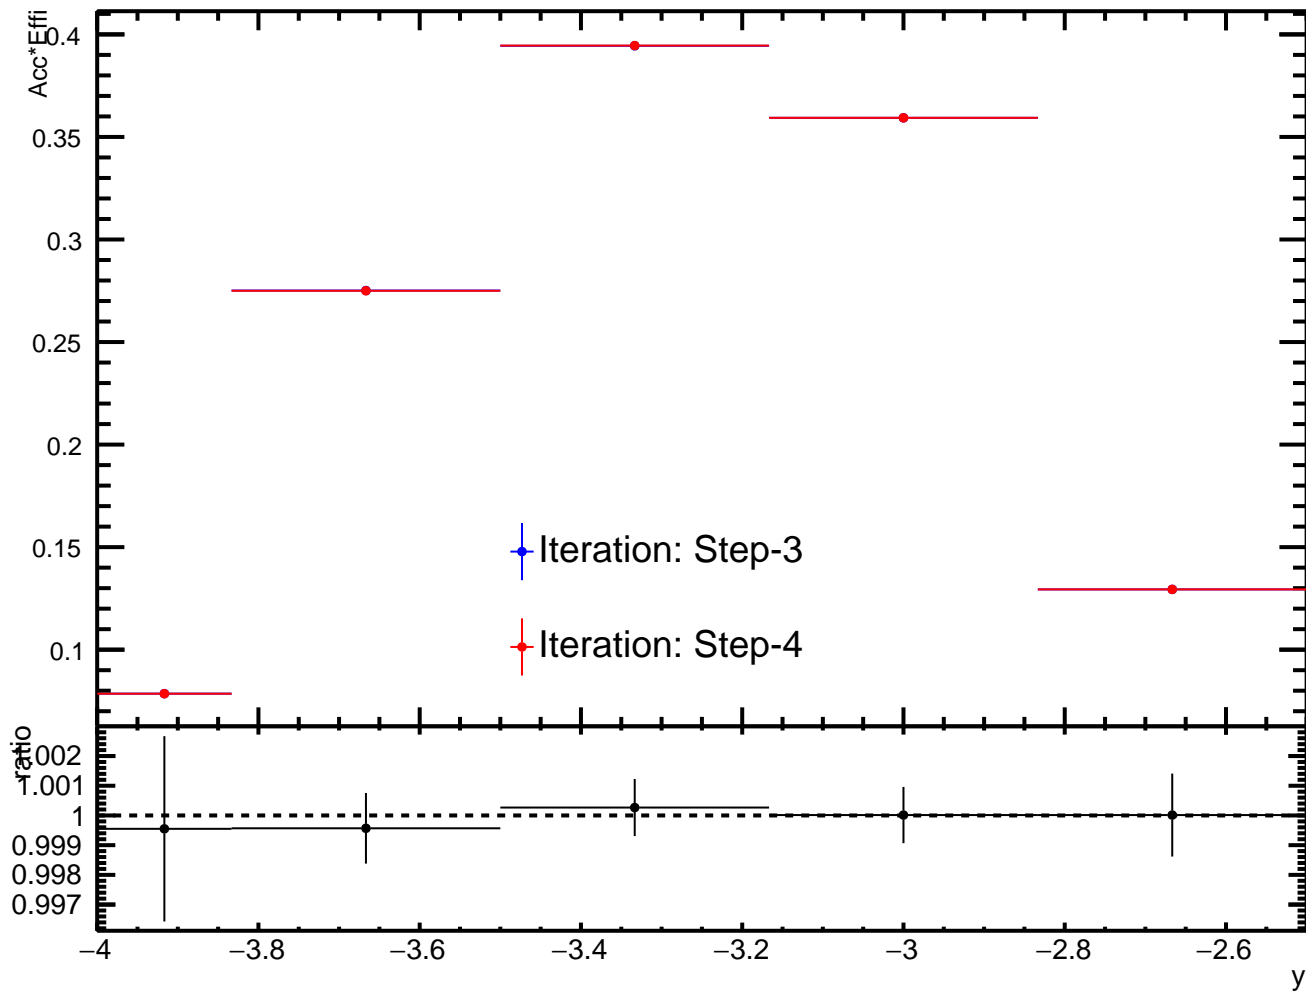 Acc*Effi
0.4
0.35
0.3
0.25
0.2
0.15
0.1
Iteration: Step-3
Iteration: Step-4
ratio
1.002
1.001
1
0.999
0.998
0.997
−4 −3.8 −3.6 −3.4 −3.2 −3 −2.8 −2.6
y